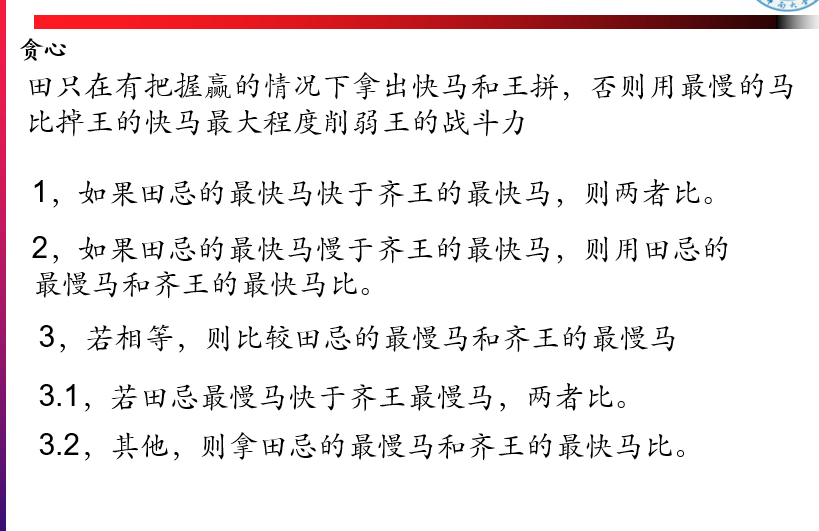 贪心
田只在有把握赢的情况下拿出快马和王拼，否则用最慢的马
比掉王的快马最大程度削弱王的战斗力
1，如果田忌的最快马快于齐王的最快马，则两者比。
2，如果田忌的最快马慢于齐王的最快马，则用田忌的
最慢马和齐王的最快马比。
3，若相等，则比较田忌的最慢马和齐王的最慢马
3.1，若田忌最慢马快于齐王最慢马，两者比。
3.2，其他，则拿田忌的最慢马和齐王的最快马比。